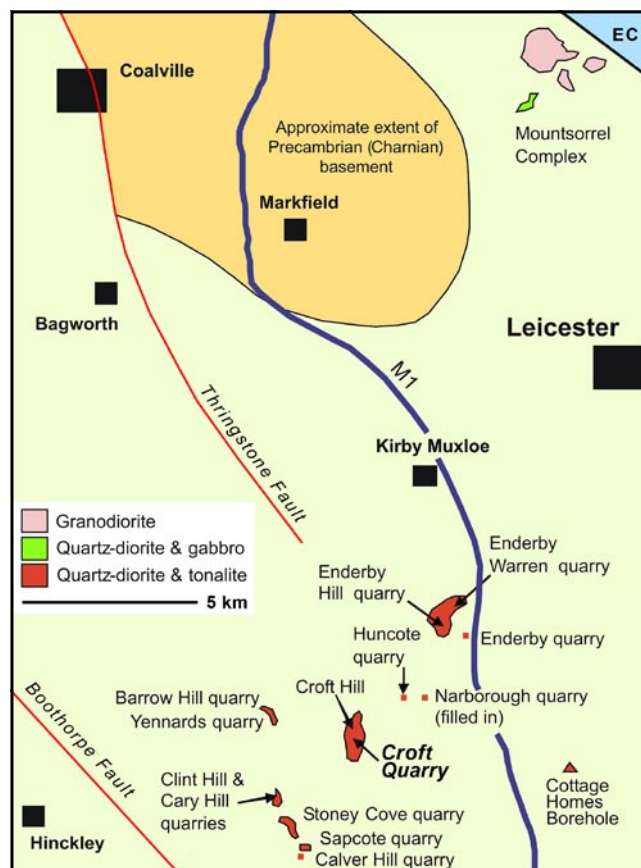 EC
Coalville
Mountsorrel
Complex
Approximate extent of
Precambrian (Charnian)
basement
Markfield
Bagworth
Leicester
M1
Thringstone Fault
Kirby Muxloe
Granodiorite
Quartz-diorite & gabbro
Quartz-diorite & tonalite
5 km
Enderby
Warren quarry
Enderby
Hill quarry
Huncote
quarry
Enderby quarry
Boothorpe Fault
Barrow Hill quarry
Yennards quarry
Croft Hill
Narborough quarry
(filled in)
Croft
Quarry
Clint Hill &
Cary Hill
quarries
Cottage
Homes
Borehole
Hinckley
Stoney Cove quarry
Sapcote quarry
Calver Hill quarry